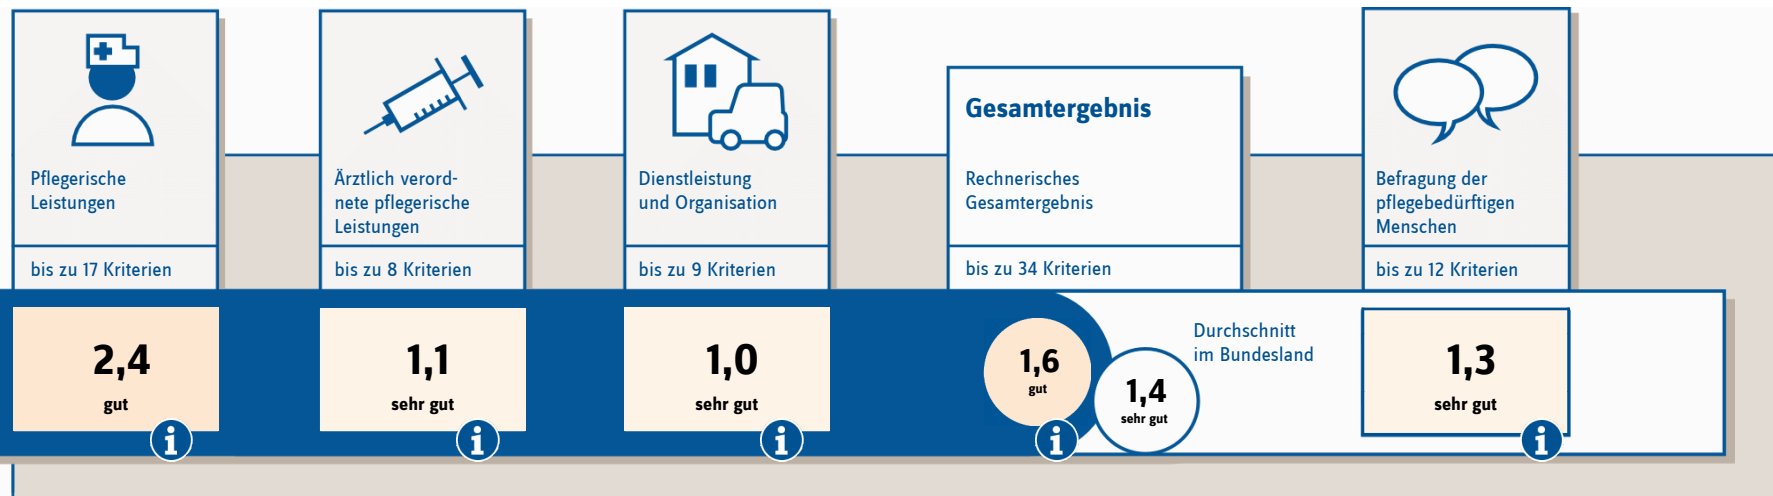 Pflegerische
Leistungen
bis zu 17 Kriterien
2,4
gut
i
Ärztlich verord-
nete pflegerische
Leistungen
bis zu 8 Kriterien
1,1
sehr gut
i
Dienstleistung
und Organisation
bis zu 9 Kriterien
1,0
sehr gut
i
Gesamtergebnis
Rechnerisches
Gesamtergebnis
bis zu 34 Kriterien
1,6
gut
i
1,4
sehr gut
Durchschnitt
im Bundesland
Befragung der
pflegebedürftigen
Menschen
bis zu 12 Kriterien
1,3
sehr gut
i